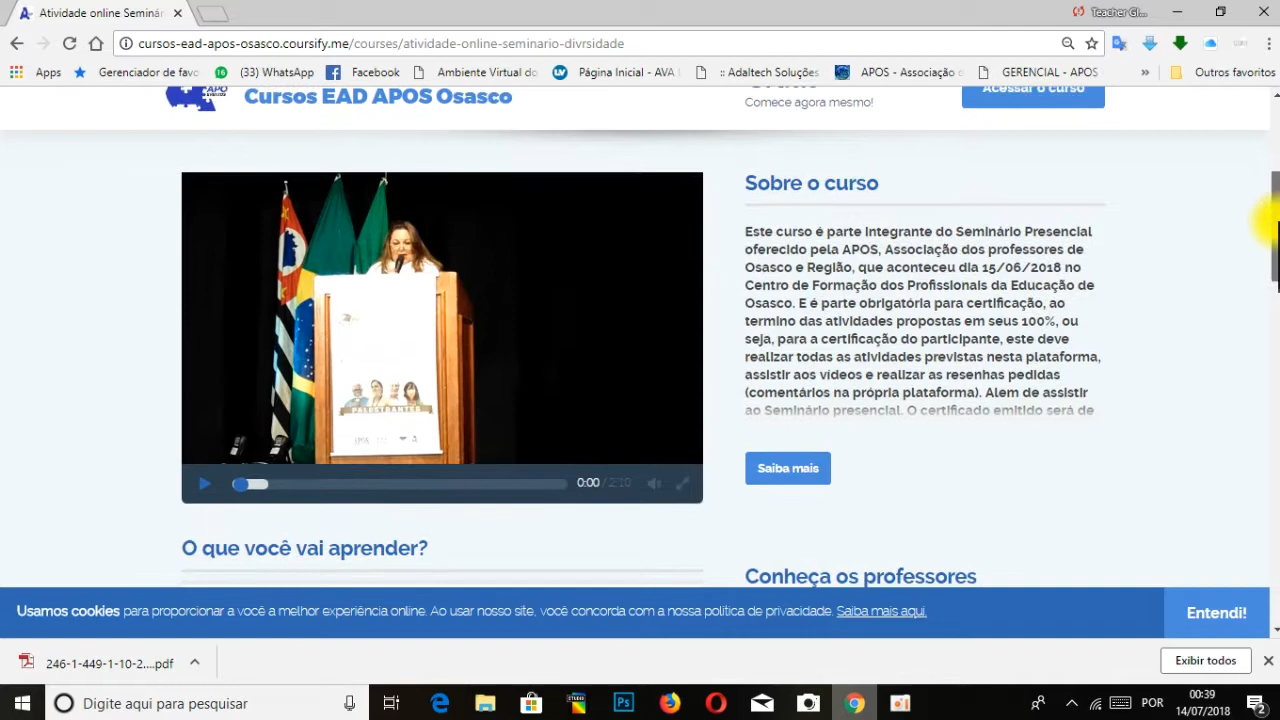 Atividade online Seminár
Teacher Gl...
cursos-ead-apos-osasco.coursify.me/courses/atividade-online-seminario-divrsidade
Apps
Gerenciador de favo
16
(33) WhatsApp
Facebook
Ambiente Virtual do
LV
Página Inicial - AVA
:: Adaltech Soluções
APOS - Associação d
GERENCIAL - APOS
»
Outros favoritos
Cursos EAD APOS Osasco
Comece agora mesmo!
Acessar o curso
Sobre o curso
Este curso é parte integrante do Seminário Presencial
oferecido pela APOS, Associação dos professores de
Osasco e Região, que aconteceu dia 15/06/2018 no
Centro de Formação dos Profissionais da Educação de
Osasco. E é parte obrigatória para certificação, ao
termino das atividades propostas em seus 100%, ou
seja, para a certificação do participante, este deve
realizar todas as atividades previstas nesta plataforma,
assistir aos vídeos e realizar as resenhas pedidas
(comentários na própria plataforma). Alem de assistir
ao Seminário presencial. O certificado emitido será de
PALESTRANTES
Saiba mais
0:00 / 2:10
O que você vai aprender?
Conheça os professores
Usamos cookies para proporcionar a você a melhor experiência online. Ao usar nosso site, você concorda com a nossa política de privacidade. Saiba mais aqui.
Entendi!
246-1-449-1-10-2....pdf
Exibir todos
Digite aqui para pesquisar
STUDIO
Ps
POR
00:39
14/07/2018
2